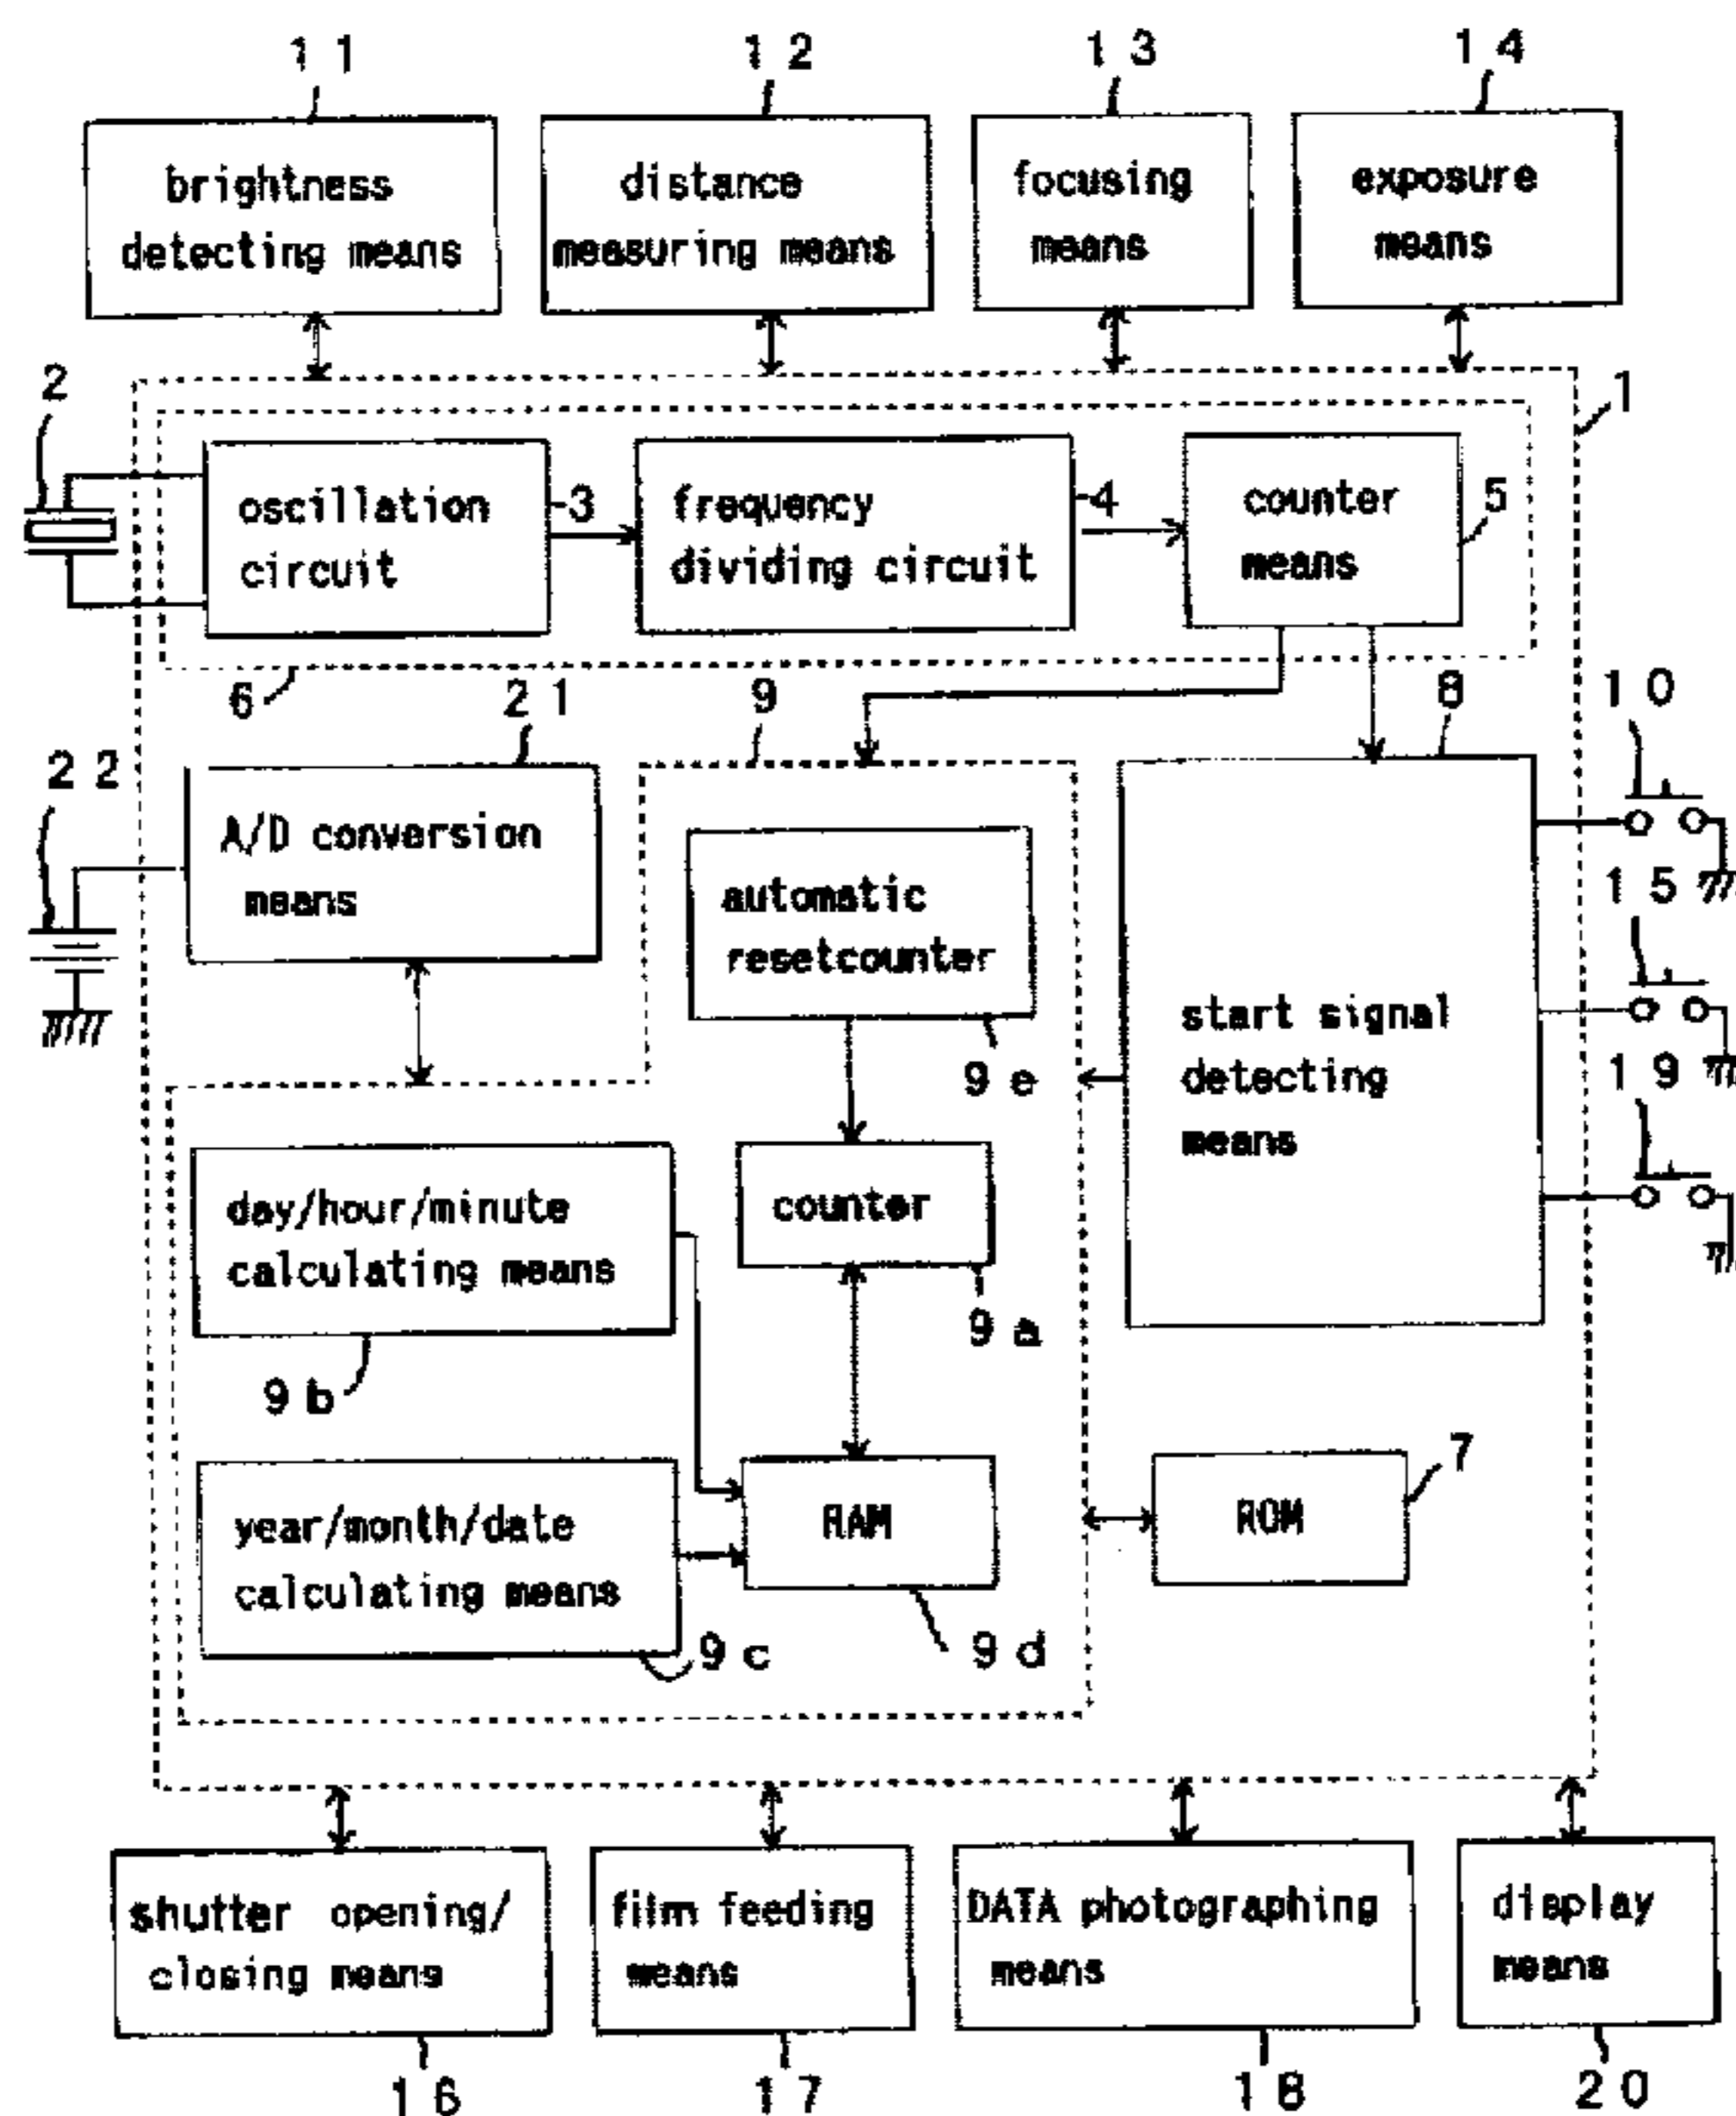 11
12
13
14
brightness
detecting means
distance
measuring means
focusing
means
exposure
means
2
1
oscillation
circuit
3
frequency
dividing circuit
4
counter
means
5
6
21
9
8
10
22
A/D conversion
means
automatic
resetcounter
15
start signal
detecting
means
9e
19
day/hour/minute
calculating means
counter
9a
9b
7
year/month/date
calculating means
RAM
ROM
9c
9d
shutter opening/
closing means
film feeding
means
DATA photographing
means
display
means
16
17
18
20